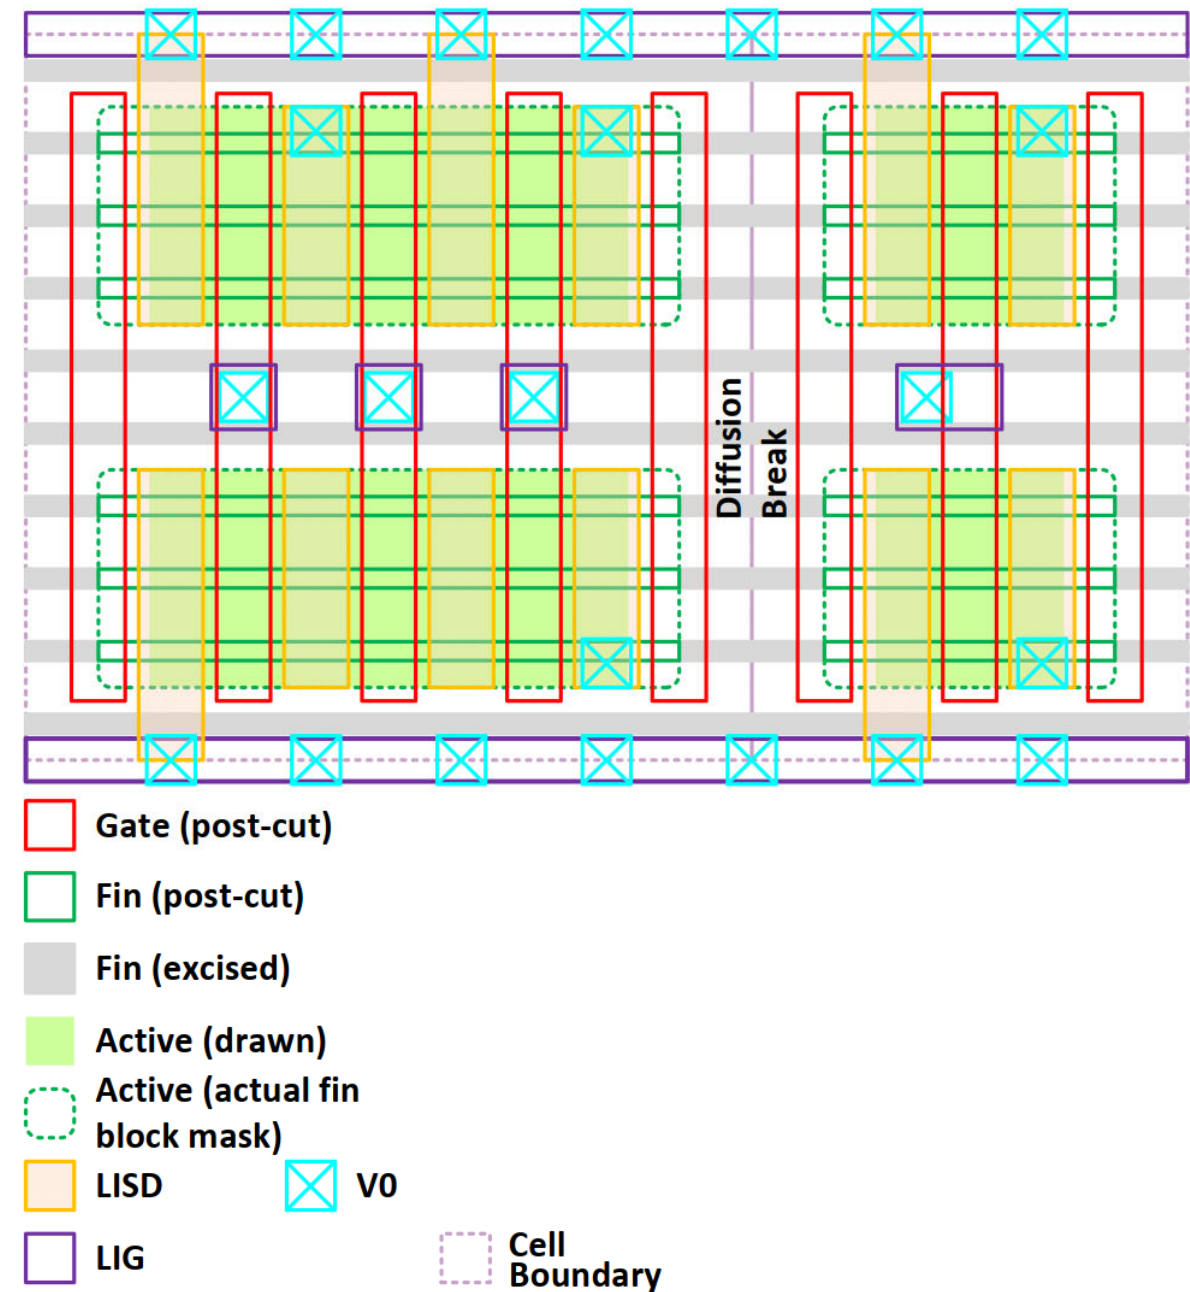 Diffusion
Break
Gate (post-cut)
Fin (post-cut)
Fin (excised)
Active (drawn)
Active (actual fin
block mask)
LISD
V0
LIG
Cell
Boundary